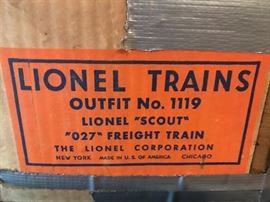 LIONEL TRAINS
OUTFIT No. 1119
LIONEL "SCOUT"
"027" FREIGHT TRAIN
THE LIONEL CORPORATION
NEW YORK MADE IN U.S. OF AMERICA CHICAGO